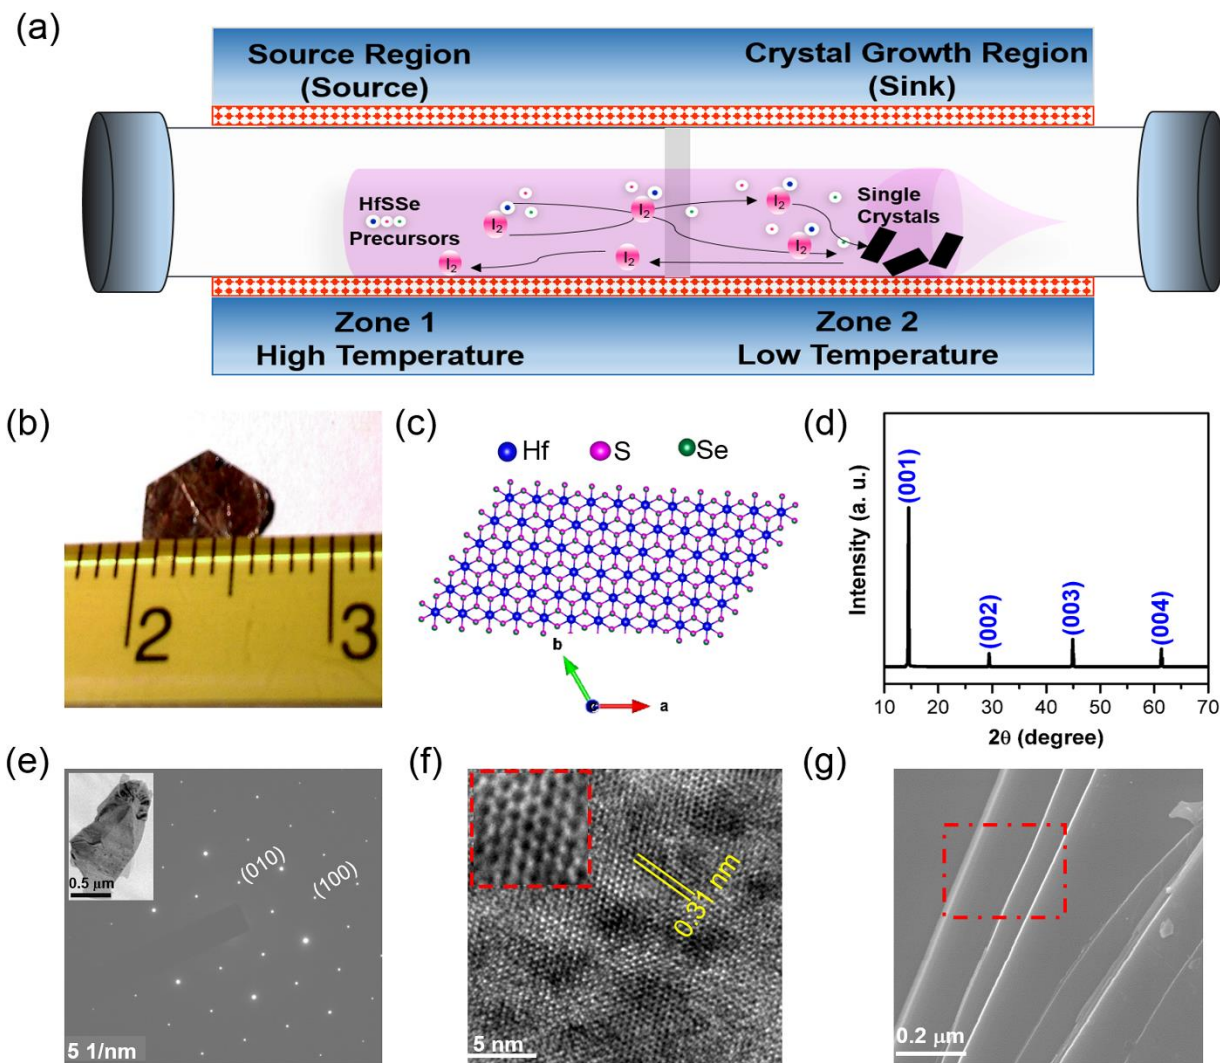 (a)
Source Region
(Source)
Crystal Growth Region
(Sink)
HfSSe
Precursors
I2
I2
I2
I2
I2
I2
Single
Crystals
Zone 1
High Temperature
Zone 2
Low Temperature
(b)
2
3
(c)
Hf
S
Se
b
c
a
(d)
Intensity (a. u.)
(001)
(002)
(003)
(004)
10
20
30
40
50
60
70
2θ (degree)
(e)
0.5 μm
(010)
(100)
5 1/nm
(f)
0.31 nm
5 nm
(g)
0.2 μm